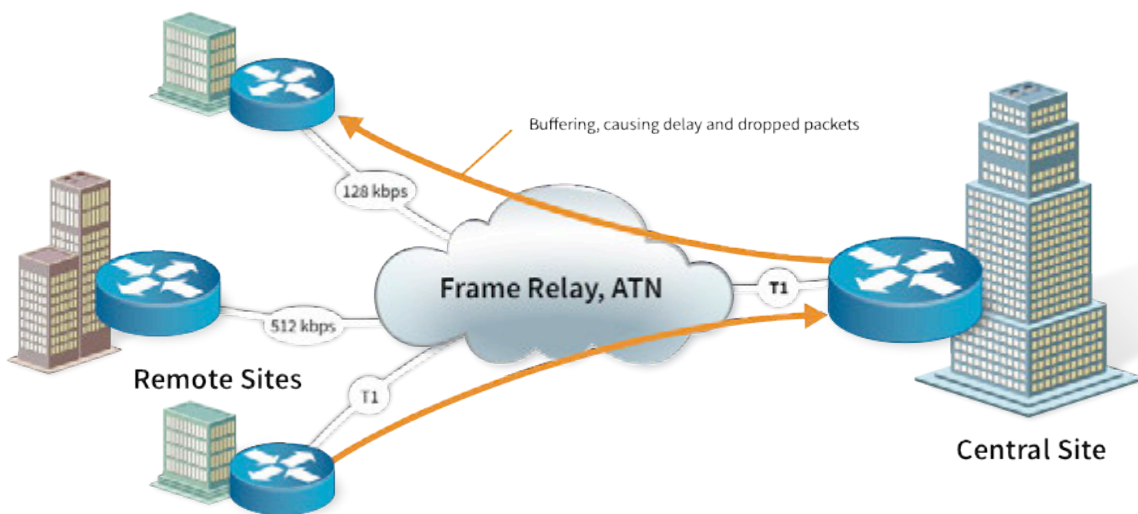 Buffering, causing delay and dropped packets
128 kbps
Frame Relay, ATN
T1
512 kbps
Remote Sites
T1
Central Site